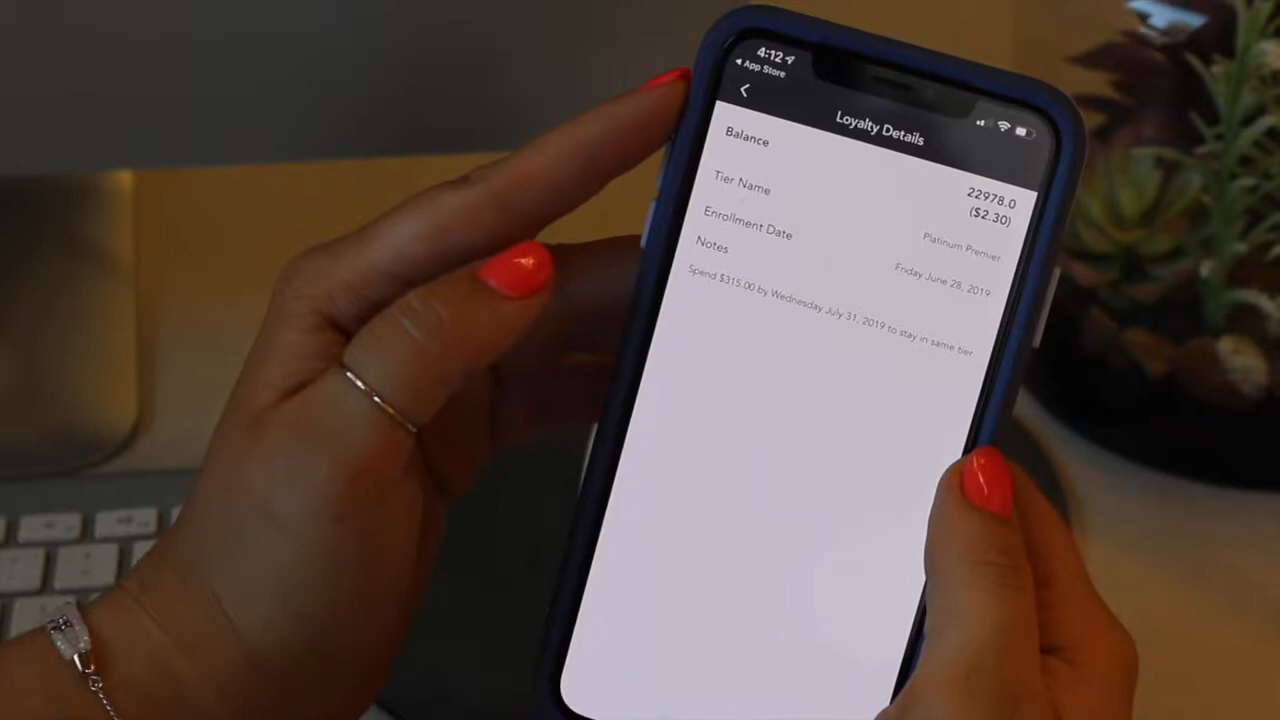 4:12
App Store
Loyalty Details
Balance
22978.0
($2.30)
Tier Name
Platinum Premier
Enrollment Date
Friday June 28, 2019
Notes
Spend $315.00 by Wednesday July 31, 2019 to stay in same tier